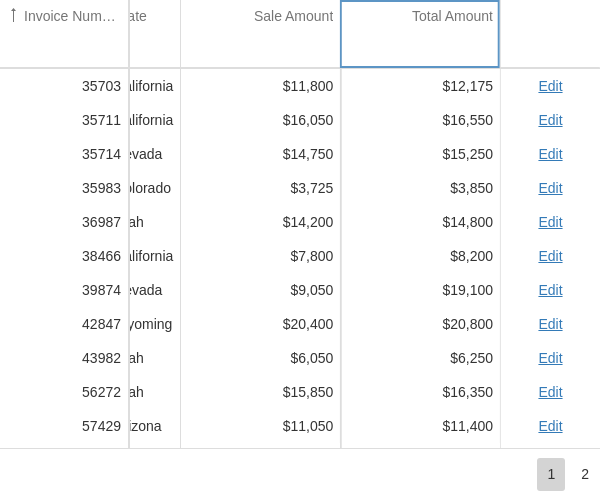 ↑ Invoice Num… ate Sale Amount Total Amount
35703 alifornia $11,800 $12,175 Edit
35711 alifornia $16,050 $16,550 Edit
35714 evada $14,750 $15,250 Edit
35983 olorado $3,725 $3,850 Edit
36987 ah $14,200 $14,800 Edit
38466 alifornia $7,800 $8,200 Edit
39874 evada $9,050 $19,100 Edit
42847 yoming $20,400 $20,800 Edit
43982 ah $6,050 $6,250 Edit
56272 ah $15,850 $16,350 Edit
57429 izona $11,050 $11,400 Edit
1 2